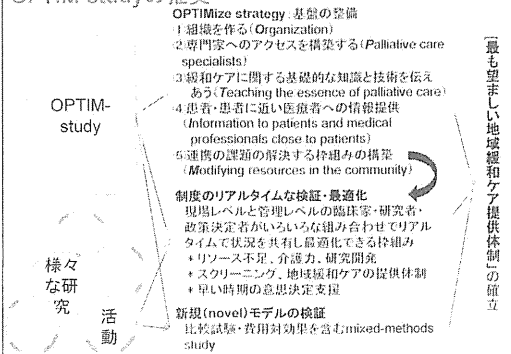 OPTIM-
study
様々
な研
究
活
動
OPTIMize strategy:基盤の整備
1 組織を作る(Organization)
2 専門家へのアクセスを構築する(Palliative care
specialists)
3 緩和ケアに関する基礎的な知識と技術を伝え
あう(Teaching the essence of palliative care)
4 患者・患者に近い医療者への情報提供
(Information to patients and medical
professionals close to patients)
5 連携の課題の解決する枠組みの構築
(Modifying resources in the community)
制度のリアルタイムな検証・最適化
現場レベルと管理レベルの臨床家・研究者・
政策決定者がいろいろな組み合わせでリアル
タイムで状況を共有し最適化できる枠組み
* リソース不足、介護力、研究開発
* スクリーニング、地域緩和ケアの提供体制
* 早い時期の意思決定支援
新規(novel)モデルの検証
比較試験・費用対効果を含むmixed-methods
study
「最も望ましい地域緩和ケア提供体制」の確立